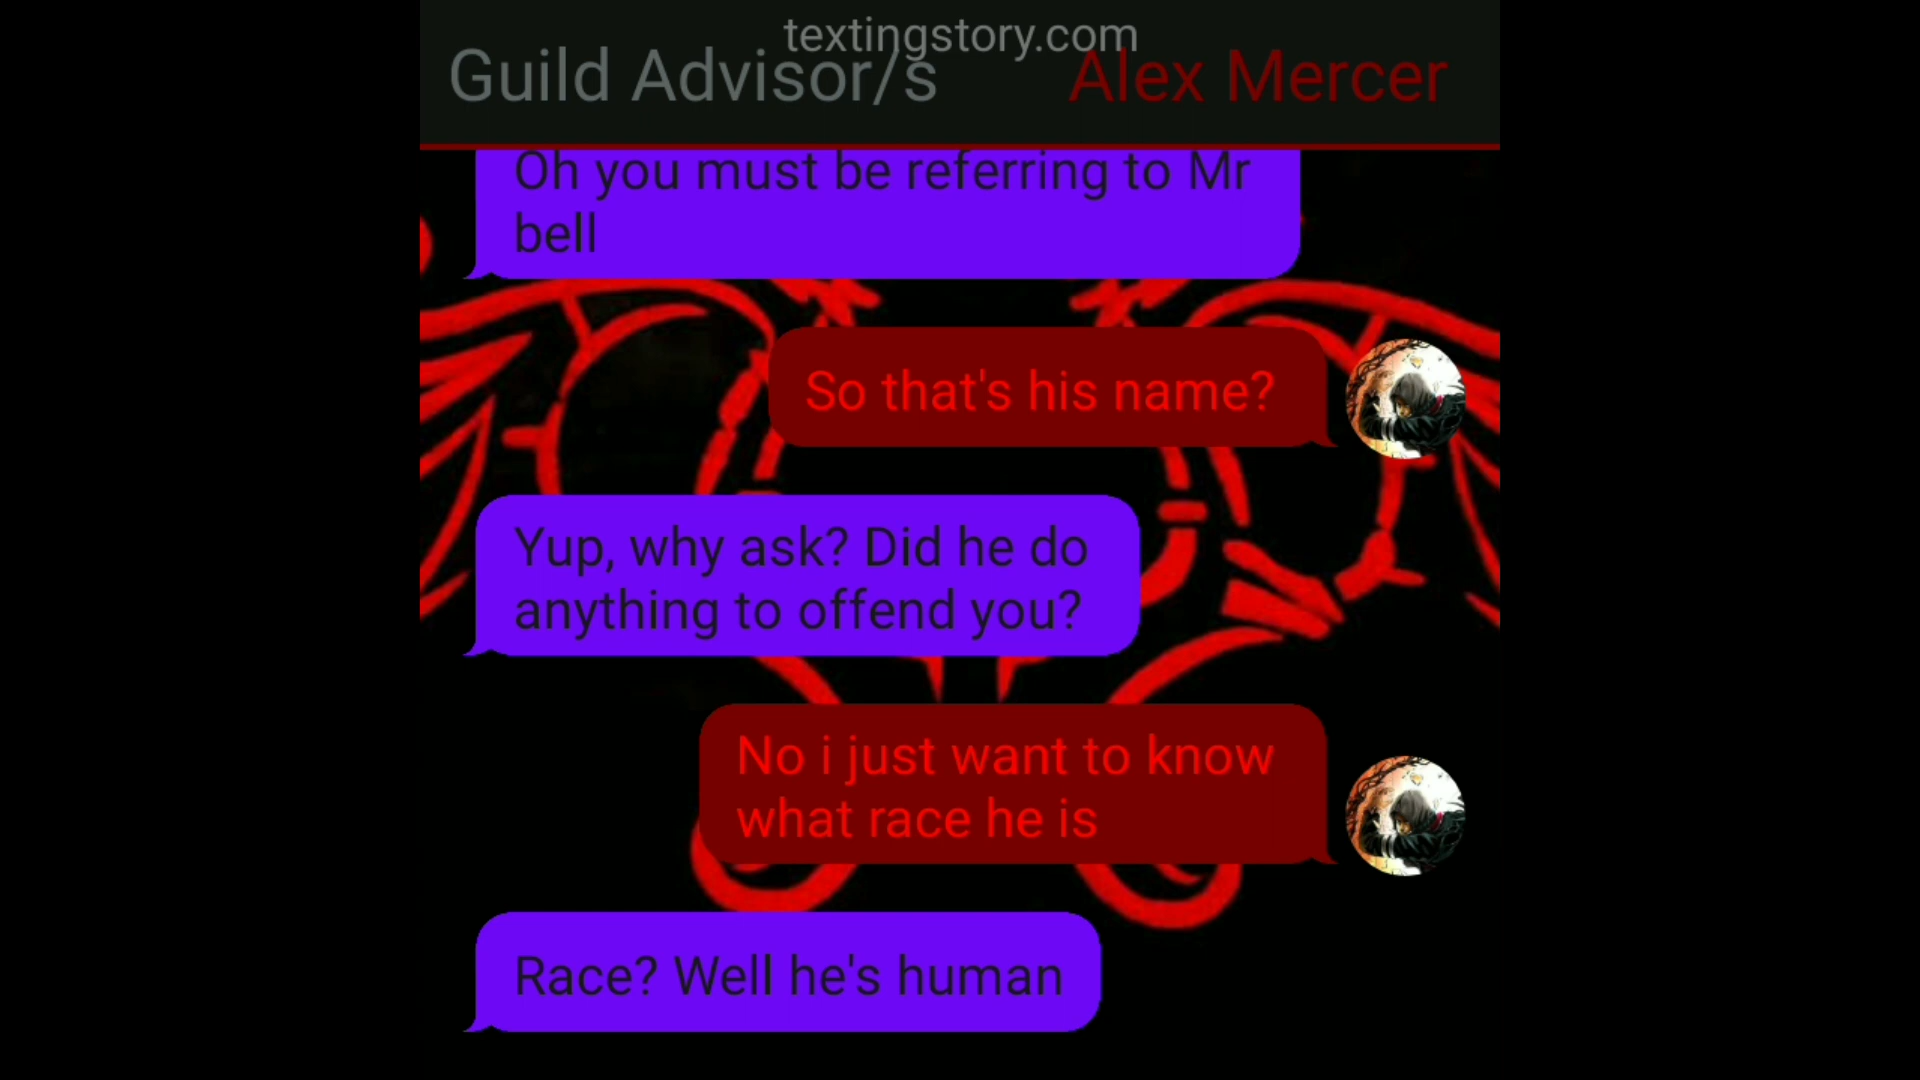 textingstory.com
Guild Advisor/s Alex Mercer
Oh you must be referring to Mr
bell
So that's his name?
Yup, why ask? Did he do
anything to offend you?
No i just want to know
what race he is
Race? Well he's human